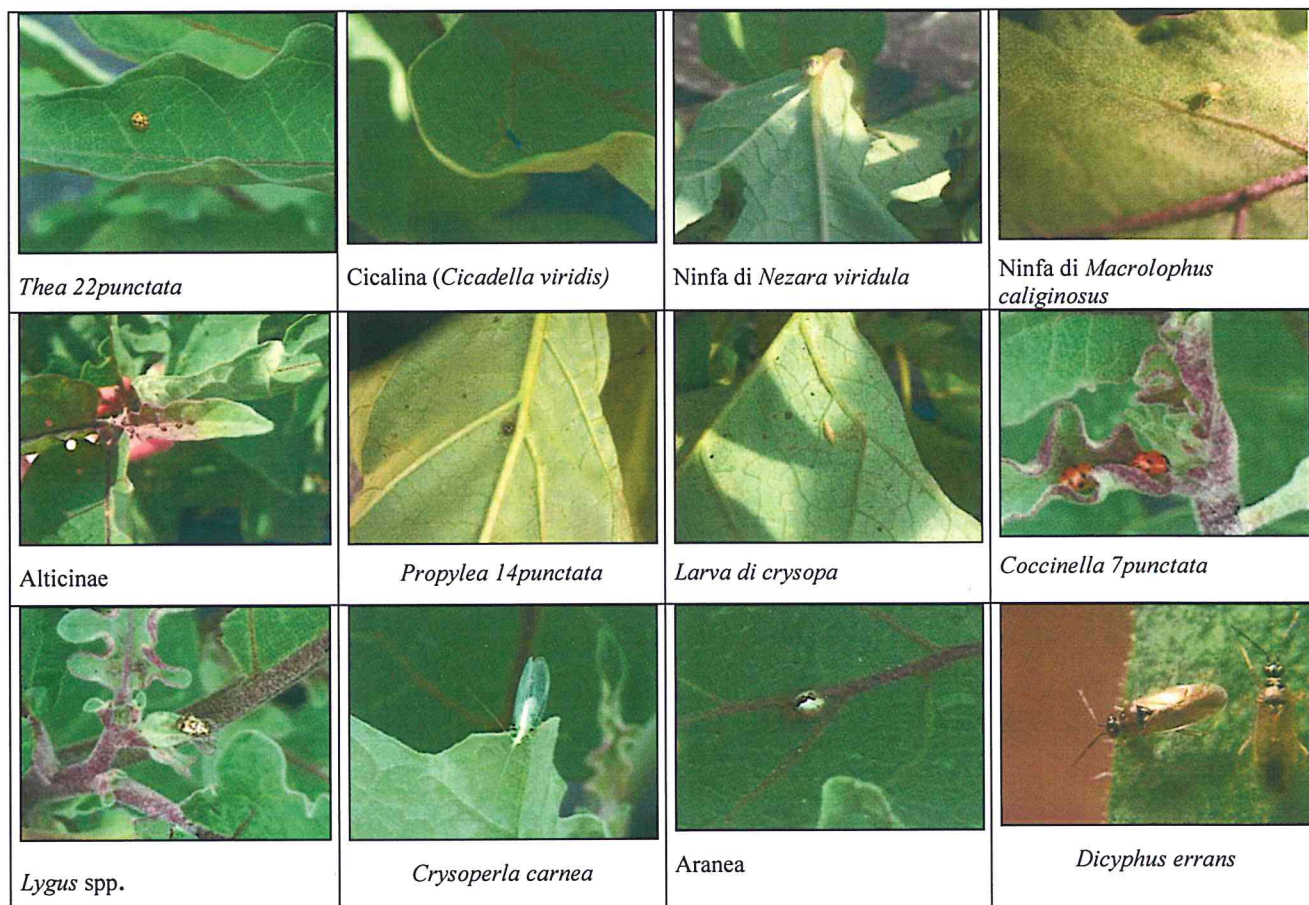 Thea 22punctata
Cicalina (Cicadella viridis)
Ninfa di Nezara viridula
Ninfa di Macrolophus
caliginosus
Alticinae
Propylea 14punctata
Larva di crysopa
Coccinella 7punctata
Lygus spp.
Crysoperla carnea
Aranea
Dicyphus errans